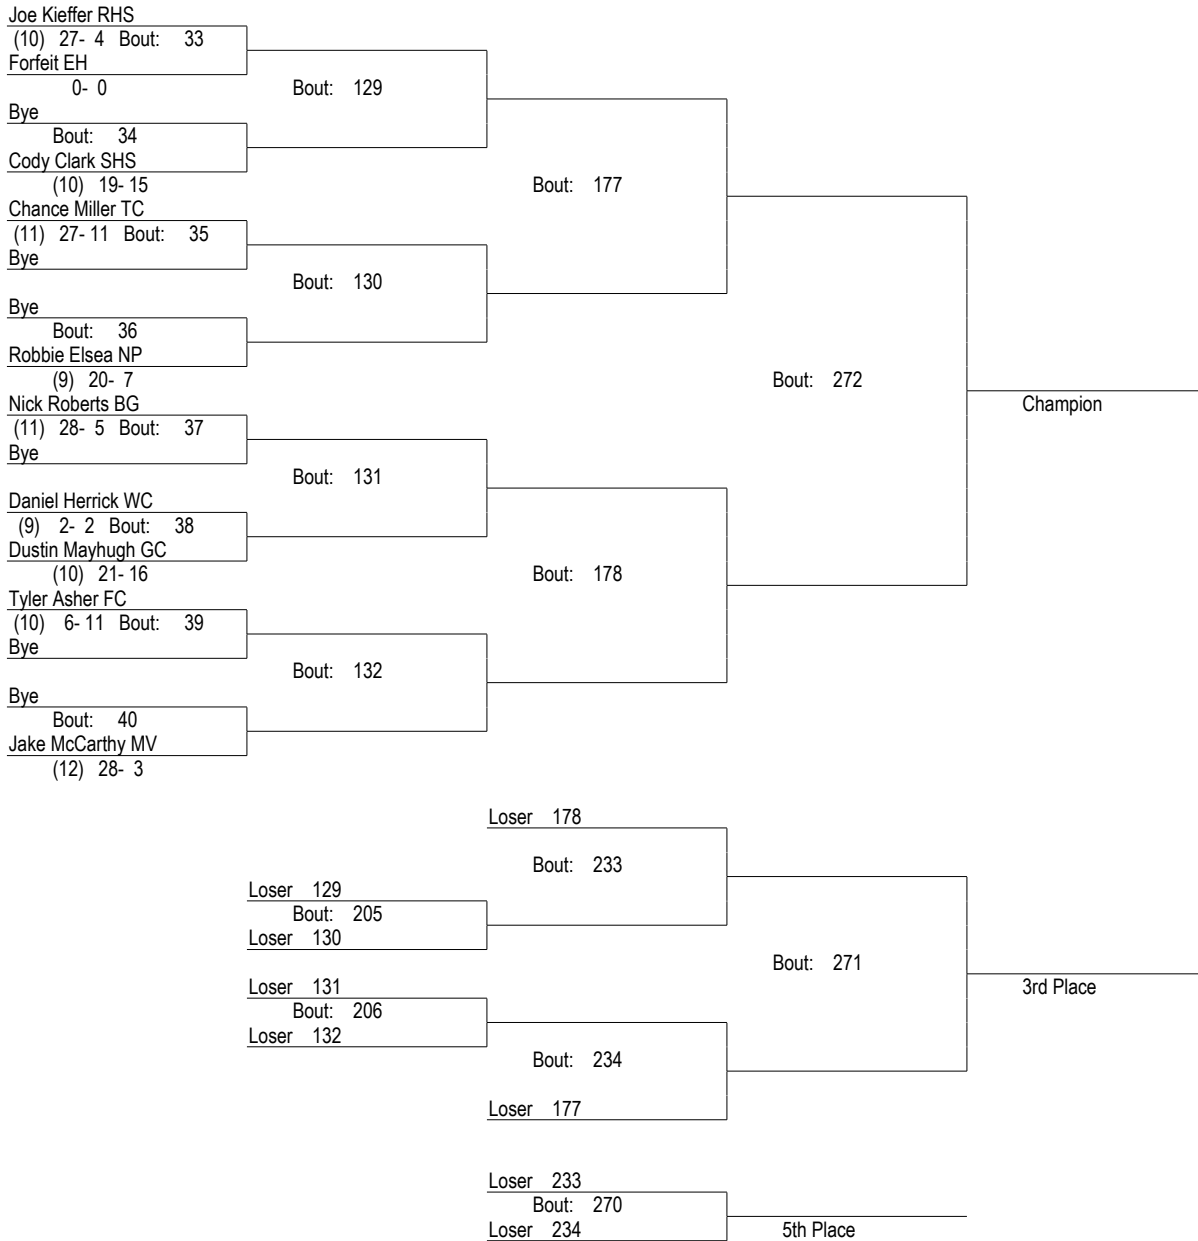 Joe Kieffer RHS
(10) 27- 4 Bout: 33
Forfeit EH
0- 0
Bout: 129
Bye
Bout: 34
Cody Clark SHS
(10) 19- 15
Bout: 177
Chance Miller TC
(11) 27- 11 Bout: 35
Bye
Bout: 130
Bye
Bout: 36
Robbie Elsea NP
(9) 20- 7
Bout: 272
Champion
Nick Roberts BG
(11) 28- 5 Bout: 37
Bye
Bout: 131
Daniel Herrick WC
(9) 2- 2 Bout: 38
Dustin Mayhugh GC
(10) 21- 16
Bout: 178
Tyler Asher FC
(10) 6- 11 Bout: 39
Bye
Bout: 132
Bye
Bout: 40
Jake McCarthy MV
(12) 28- 3
Loser 178
Bout: 233
Loser 129
Bout: 205
Loser 130
Bout: 271
3rd Place
Loser 131
Bout: 206
Loser 132
Bout: 234
Loser 177
Loser 233
Bout: 270
Loser 234
5th Place